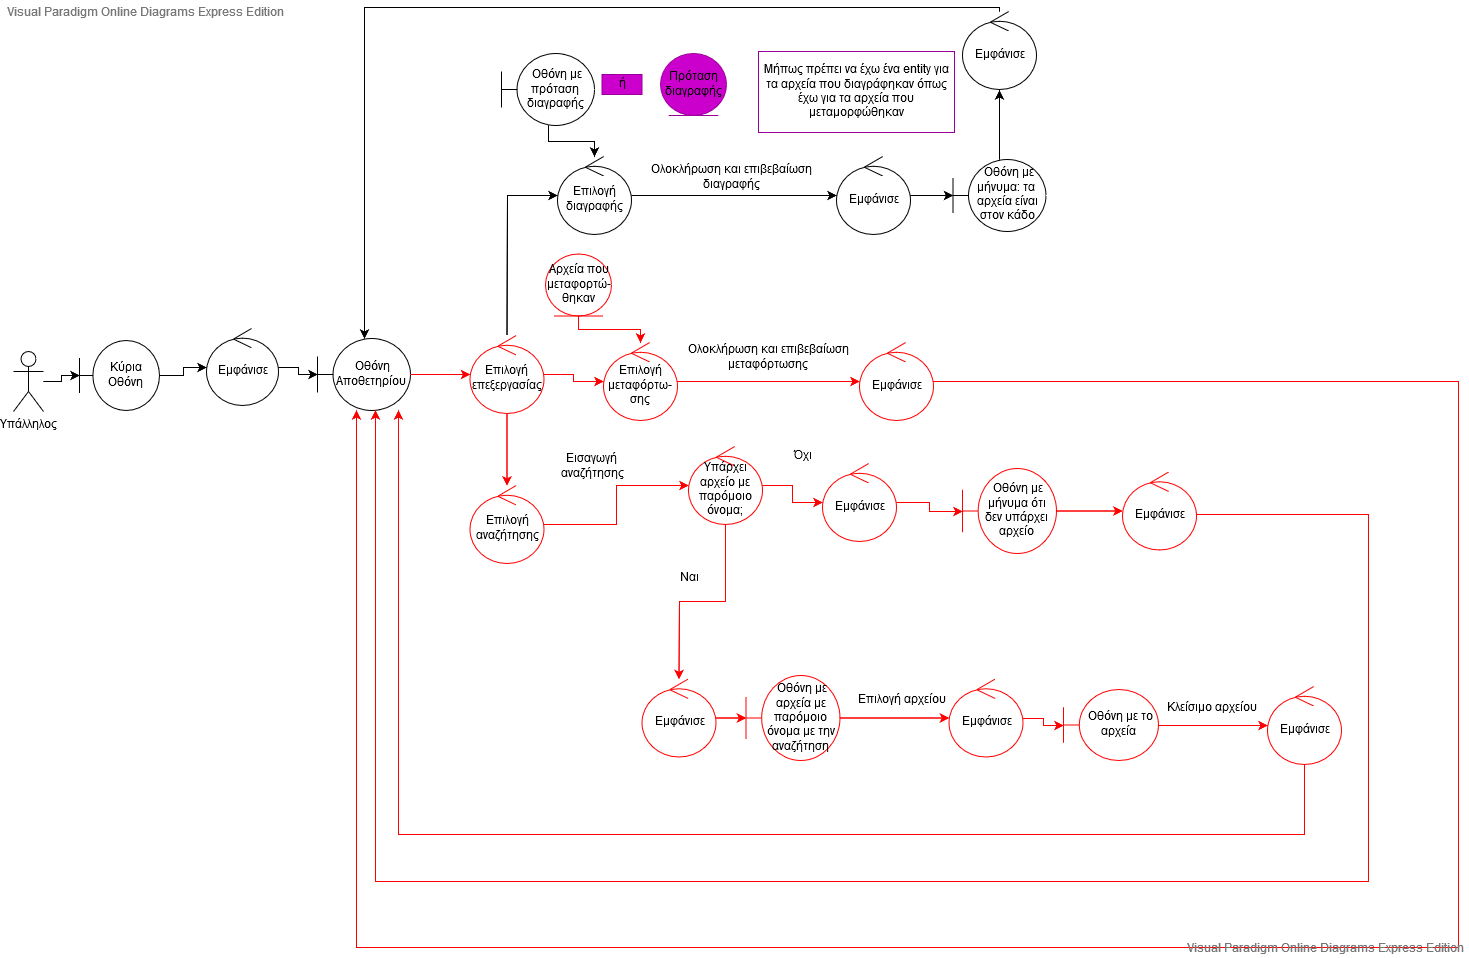 Visual Paradigm Online Diagrams Express Edition
Εμφάνισε
Οθόνη με
πρόταση
διαγραφής
ή
Πρόταση
διαγραφής
Μήπως πρέπει να έχω ένα entity για
τα αρχεία που διαγράφηκαν όπως
έχω για τα αρχεία που
μεταμορφώθηκαν
Επιλογή
διαγραφής
Ολοκλήρωση και επιβεβαίωση
διαγραφής
Εμφάνισε
Οθόνη με
μήνυμα: τα
αρχεία είναι
στον κάδο
Αρχεία που
μεταφορτώ-
θηκαν
Υπάλληλος
Κύρια
Οθόνη
Εμφάνισε
Οθόνη
Αποθετηρίου
Επιλογή
επεξεργασίας
Επιλογή
μεταφόρτω-
σης
Ολοκλήρωση και επιβεβαίωση
μεταφόρτωσης
Εμφάνισε
Επιλογή
αναζήτησης
Εισαγωγή
αναζήτησης
Υπάρχει
αρχείο με
παρόμοιο
όνομα;
Όχι
Εμφάνισε
Οθόνη με
μήνυμα ότι
δεν υπάρχει
αρχείο
Εμφάνισε
Ναι
Εμφάνισε
Οθόνη με
αρχεία με
παρόμοιο
όνομα με την
αναζήτηση
Επιλογή αρχείου
Εμφάνισε
Οθόνη με το
αρχεία
Κλείσιμο αρχείου
Εμφάνισε
Visual Paradigm Online Diagrams Express Edition